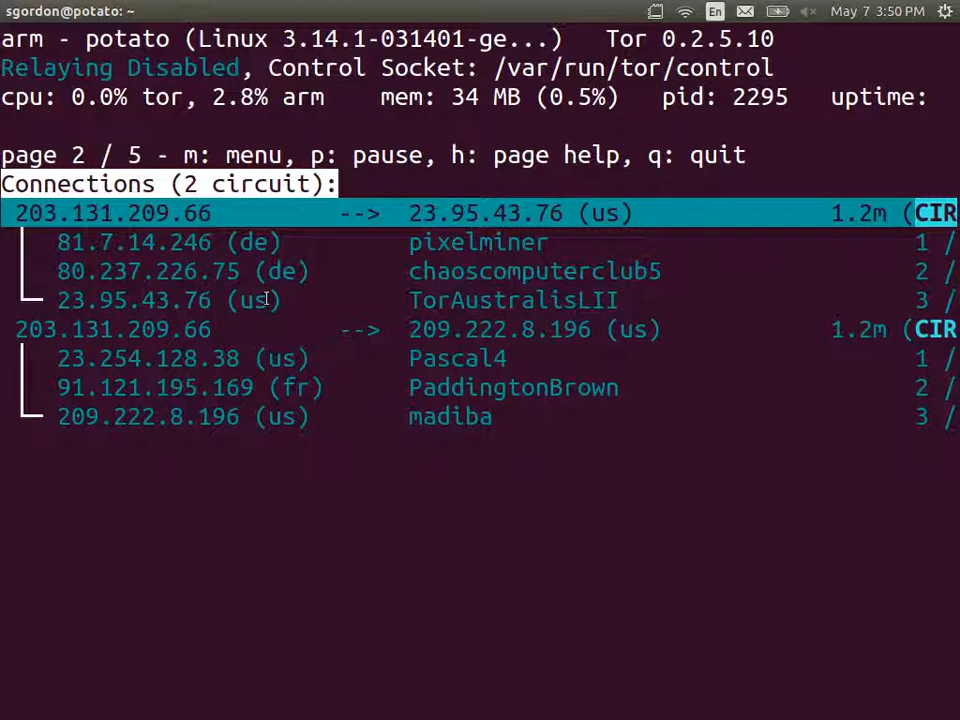 sgordon@potato: ~ En May 7 3:50 PM
arm - potato (Linux 3.14.1-031401-ge...) Tor 0.2.5.10
Relaying Disabled, Control Socket: /var/run/tor/control
cpu: 0.0% tor, 2.8% arm mem: 34 MB (0.5%) pid: 2295 uptime:
page 2 / 5 - m: menu, p: pause, h: page help, q: quit
Connections (2 circuit):
203.131.209.66 --> 23.95.43.76 (us) 1.2m (CIR
81.7.14.246 (de) pixelminer 1 /
80.237.226.75 (de) chaoscomputerclub5 2 /
23.95.43.76 (us) TorAustralisLII 3 /
203.131.209.66 --> 209.222.8.196 (us) 1.2m (CIR
23.254.128.38 (us) Pascal4 1 /
91.121.195.169 (fr) PaddingtonBrown 2 /
209.222.8.196 (us) madiba 3 /